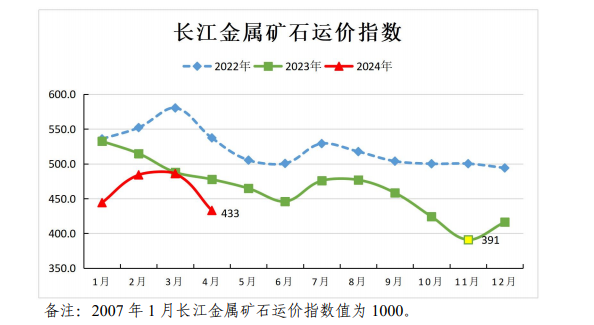 长江金属矿石运价指数
2022年 2023年 2024年
600.0
550.0
500.0
450.0
400.0
350.0
433
391
1月 2月 3月 4月 5月 6月 7月 8月 9月 10月 11月 12月
备注：2007 年 1 月长江金属矿石运价指数值为 1000。